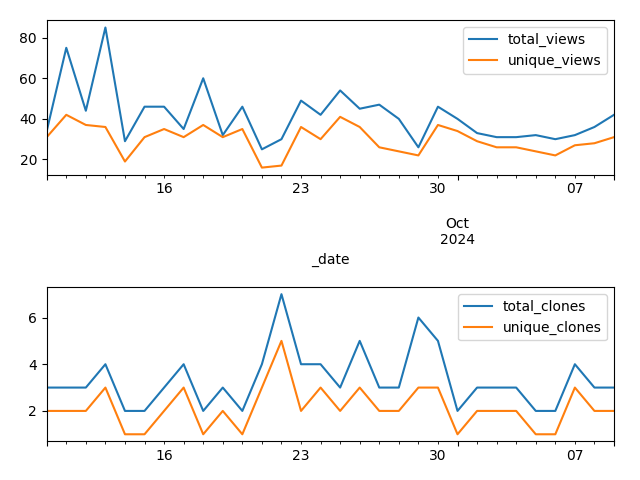 total_views
unique_views
80
60
40
20
16 23 30 07
Oct
2024
_date
total_clones
unique_clones
6
4
2
16 23 30 07